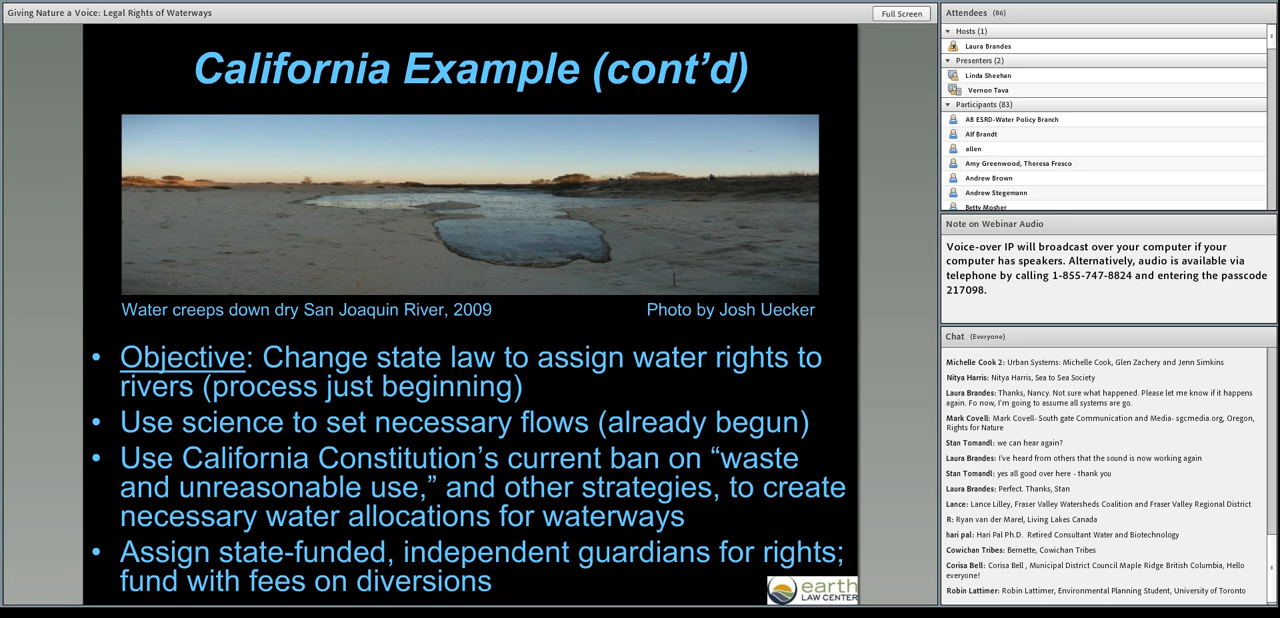 Giving Nature a Voice: Legal Rights of Waterways
Full Screen
California Example (cont’d)
Water creeps down dry San Joaquin River, 2009
Photo by Josh Uecker
• Objective: Change state law to assign water rights to
rivers (process just beginning)
• Use science to set necessary flows (already begun)
• Use California Constitution’s current ban on “waste
and unreasonable use,” and other strategies, to create
necessary water allocations for waterways
• Assign state-funded, independent guardians for rights;
fund with fees on diversions
earth
LAW CENTER
Attendees (86)
Hosts (1)
Laura Brandes
Presenters (2)
Linda Sheehan
Vernon Tava
Participants (83)
AB ESRD-Water Policy Branch
Alf Brandt
allen
Amy Greenwood, Theresa Fresco
Andrew Brown
Andrew Stegemann
Betty Mosher
Note on Webinar Audio
Voice-over IP will broadcast over your computer if your
computer has speakers. Alternatively, audio is available via
telephone by calling 1-855-747-8824 and entering the passcode
217098.
Chat (Everyone)
Michelle Cook 2: Urban Systems: Michelle Cook, Glen Zachery and Jenn Simkins
Nitya Harris: Nitya Harris, Sea to Sea Society
Laura Brandes: Thanks, Nancy. Not sure what happened. Please let me know if it happens
again. Fo now, I'm going to assume all systems are go.
Mark Covell: Mark Covell- South gate Communication and Media- sgcmedia.org, Oregon,
Rights for Nature
Stan Tomandl: we can hear again?
Laura Brandes: I've heard from others that the sound is now working again
Stan Tomandl: yes all good over here - thank you
Laura Brandes: Perfect. Thanks, Stan
Lance: Lance Lilley, Fraser Valley Watersheds Coalition and Fraser Valley Regional District
R: Ryan van der Marel, Living Lakes Canada
hari pal: Hari Pal Ph.D. Retired Consultant Water and Biotechnology
Cowichan Tribes: Bernette, Cowichan Tribes
Corisa Bell: Corisa Bell , Municipal District Council Maple Ridge British Columbia, Hello
everyone!
Robin Lattimer: Robin Lattimer, Environmental Planning Student, University of Toronto